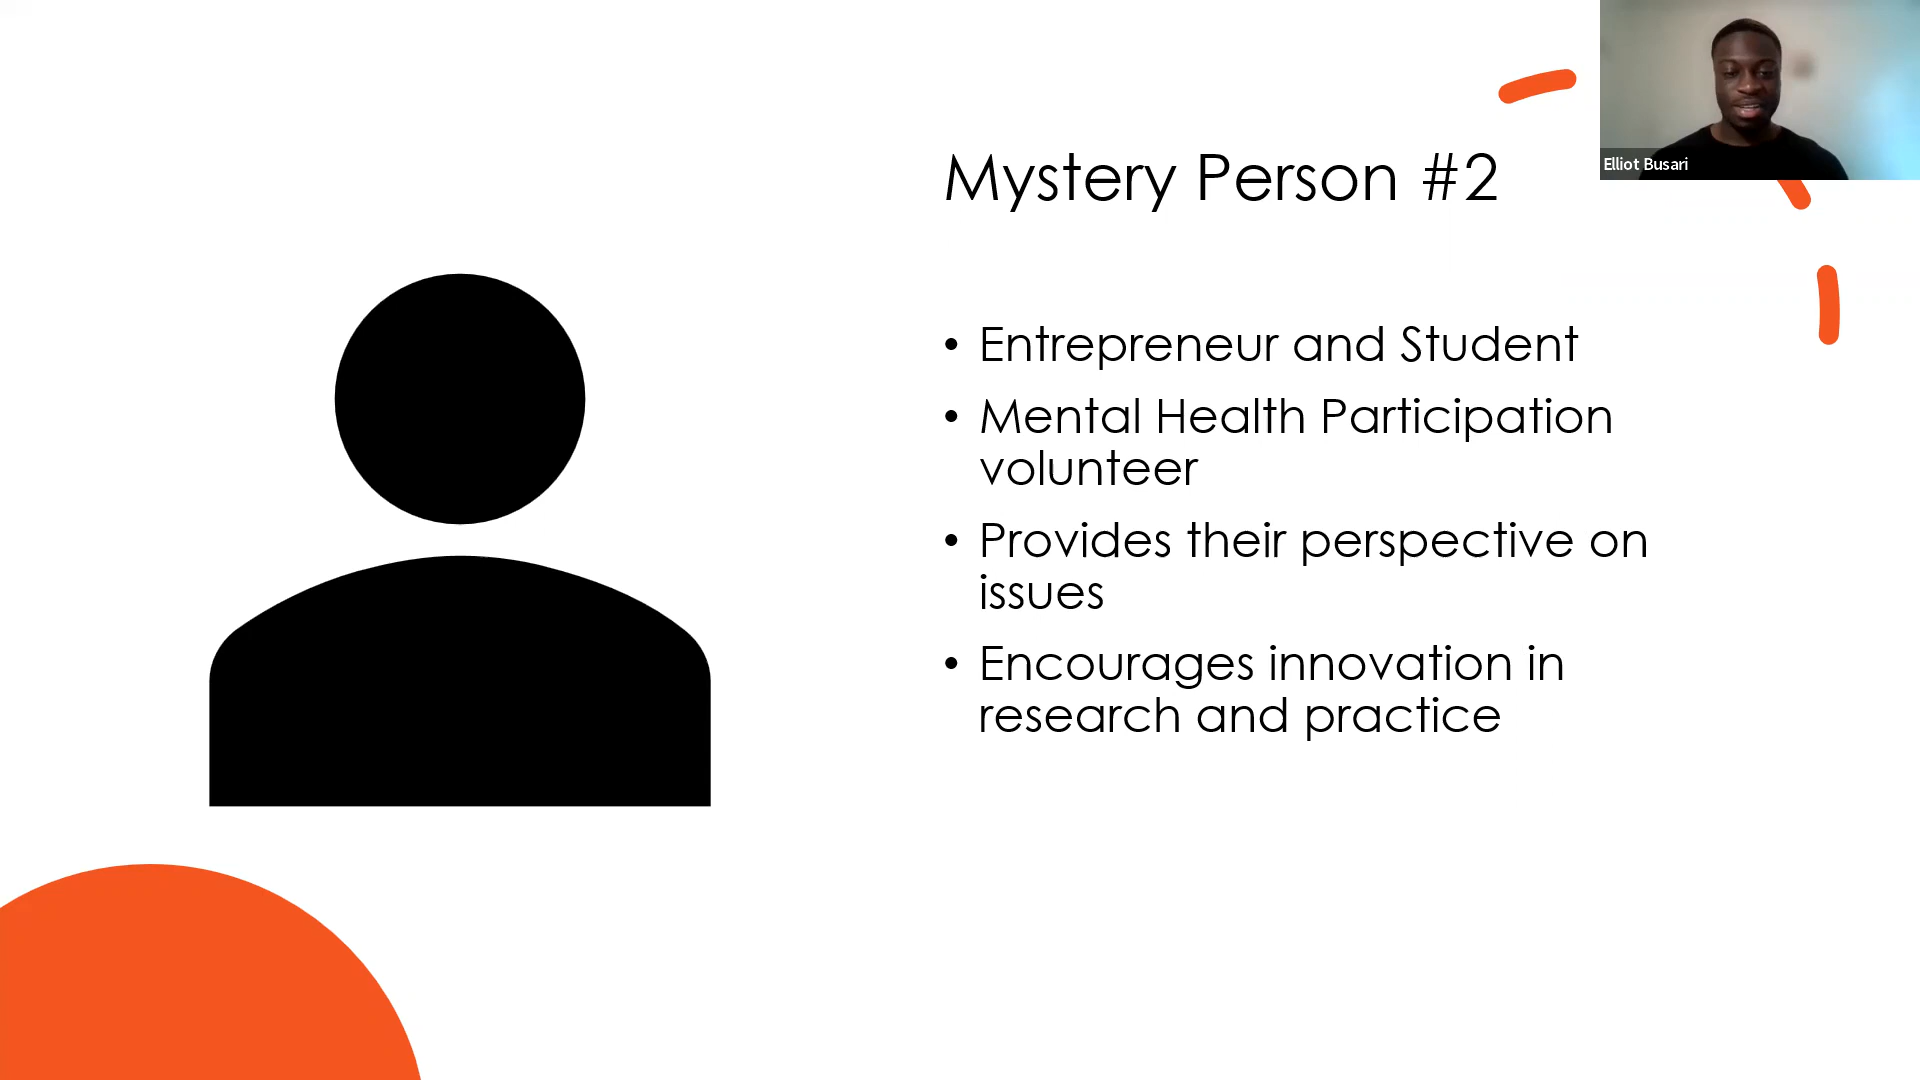 Mystery Person #2
Elliot Busari
• Entrepreneur and Student
• Mental Health Participation
volunteer
• Provides their perspective on
issues
• Encourages innovation in
research and practice